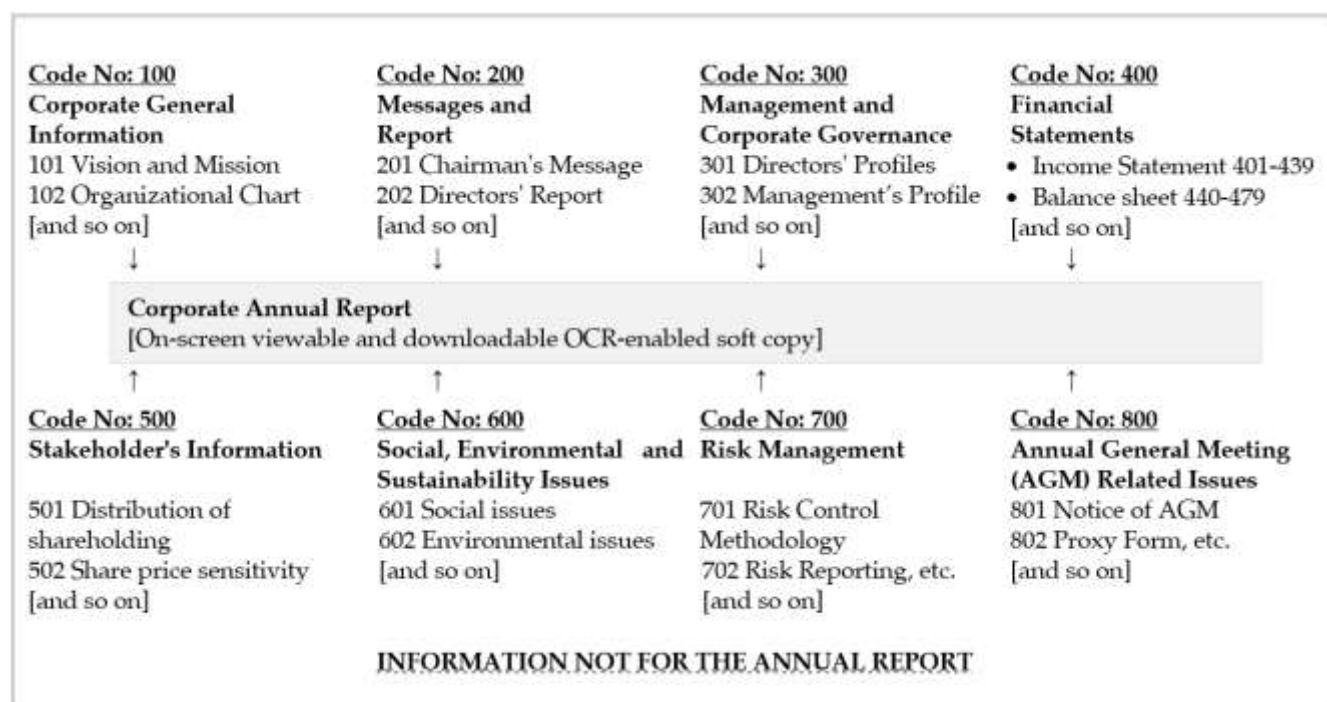 Code No: 100
Corporate General
Information
101 Vision and Mission
102 Organizational Chart
[and so on]
↓
Code No: 200
Messages and
Report
201 Chairman's Message
202 Directors' Report
[and so on]
↓
Code No: 300
Management and
Corporate Governance
301 Directors' Profiles
302 Management's Profile
[and so on]
↓
Code No: 400
Financial
Statements
• Income Statement 401-439
• Balance sheet 440-479
[and so on]
↓
Corporate Annual Report
[On-screen viewable and downloadable OCR-enabled soft copy]
↑
Code No: 500
Stakeholder's Information
501 Distribution of
shareholding
502 Share price sensitivity
[and so on]
↑
Code No: 600
Social, Environmental and
Sustainability Issues
601 Social issues
602 Environmental issues
[and so on]
↑
Code No: 700
Risk Management
701 Risk Control
Methodology
702 Risk Reporting, etc.
[and so on]
↑
Code No: 800
Annual General Meeting
(AGM) Related Issues
801 Notice of AGM
802 Proxy Form, etc.
[and so on]
INFORMATION NOT FOR THE ANNUAL REPORT